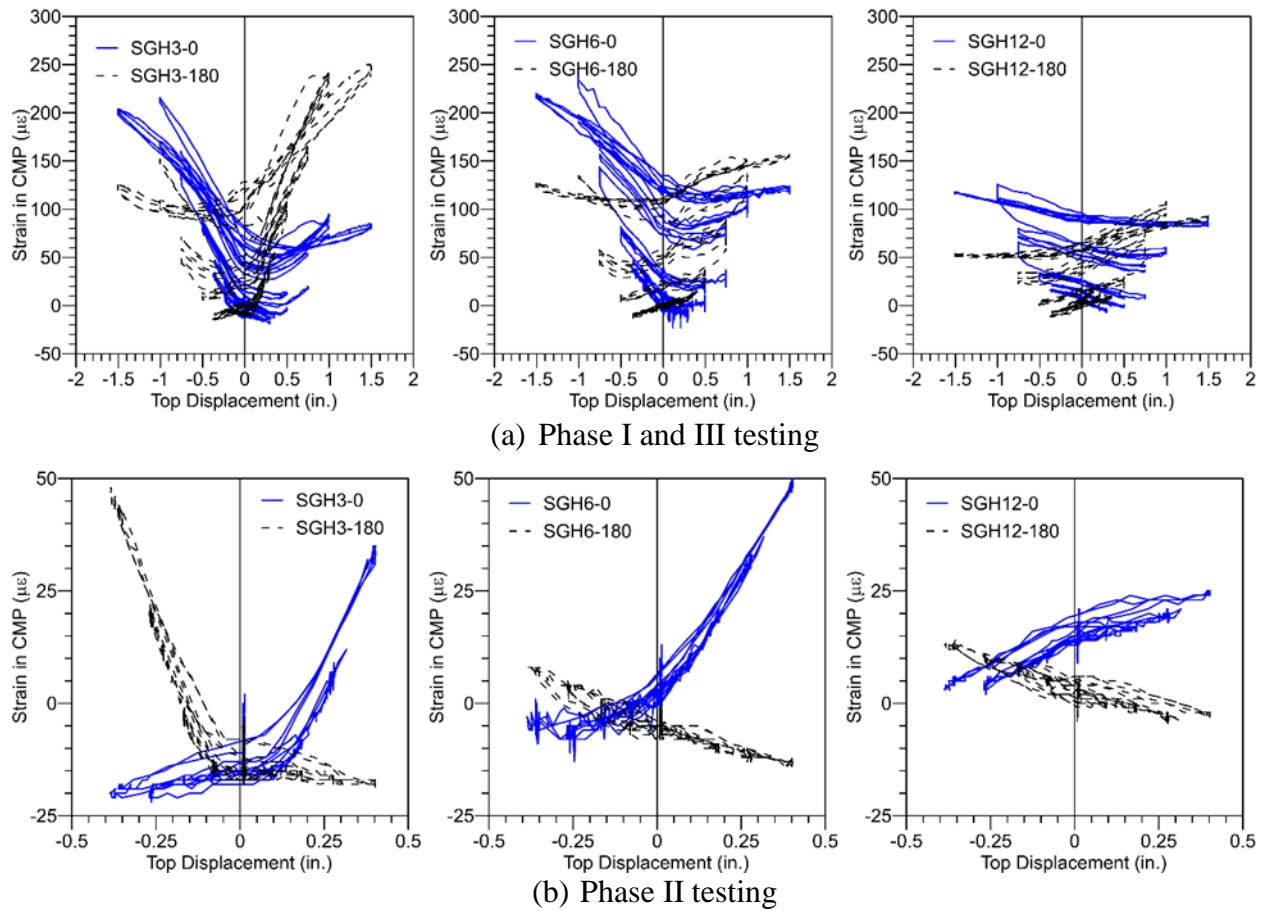 300
250
200
150
100
50
0
-50
Strain in CMP (με)
SGH3-0
SGH3-180
-2 -1.5 -1 -0.5 0 0.5 1 1.5 2
Top Displacement (in.)
300
250
200
150
100
50
0
-50
Strain in CMP (με)
SGH6-0
SGH6-180
-2 -1.5 -1 -0.5 0 0.5 1 1.5 2
Top Displacement (in.)
300
250
200
150
100
50
0
-50
Strain in CMP (με)
SGH12-0
SGH12-180
-2 -1.5 -1 -0.5 0 0.5 1 1.5 2
Top Displacement (in.)
(a) Phase I and III testing
50
25
0
-25
Strain in CMP (με)
SGH3-0
SGH3-180
-0.5 -0.25 0 0.25 0.5
Top Displacement (in.)
50
25
0
-25
Strain in CMP (με)
SGH6-0
SGH6-180
-0.5 -0.25 0 0.25 0.5
Top Displacement (in.)
50
25
0
-25
Strain in CMP (με)
SGH12-0
SGH12-180
-0.5 -0.25 0 0.25 0.5
Top Displacement (in.)
(b) Phase II testing